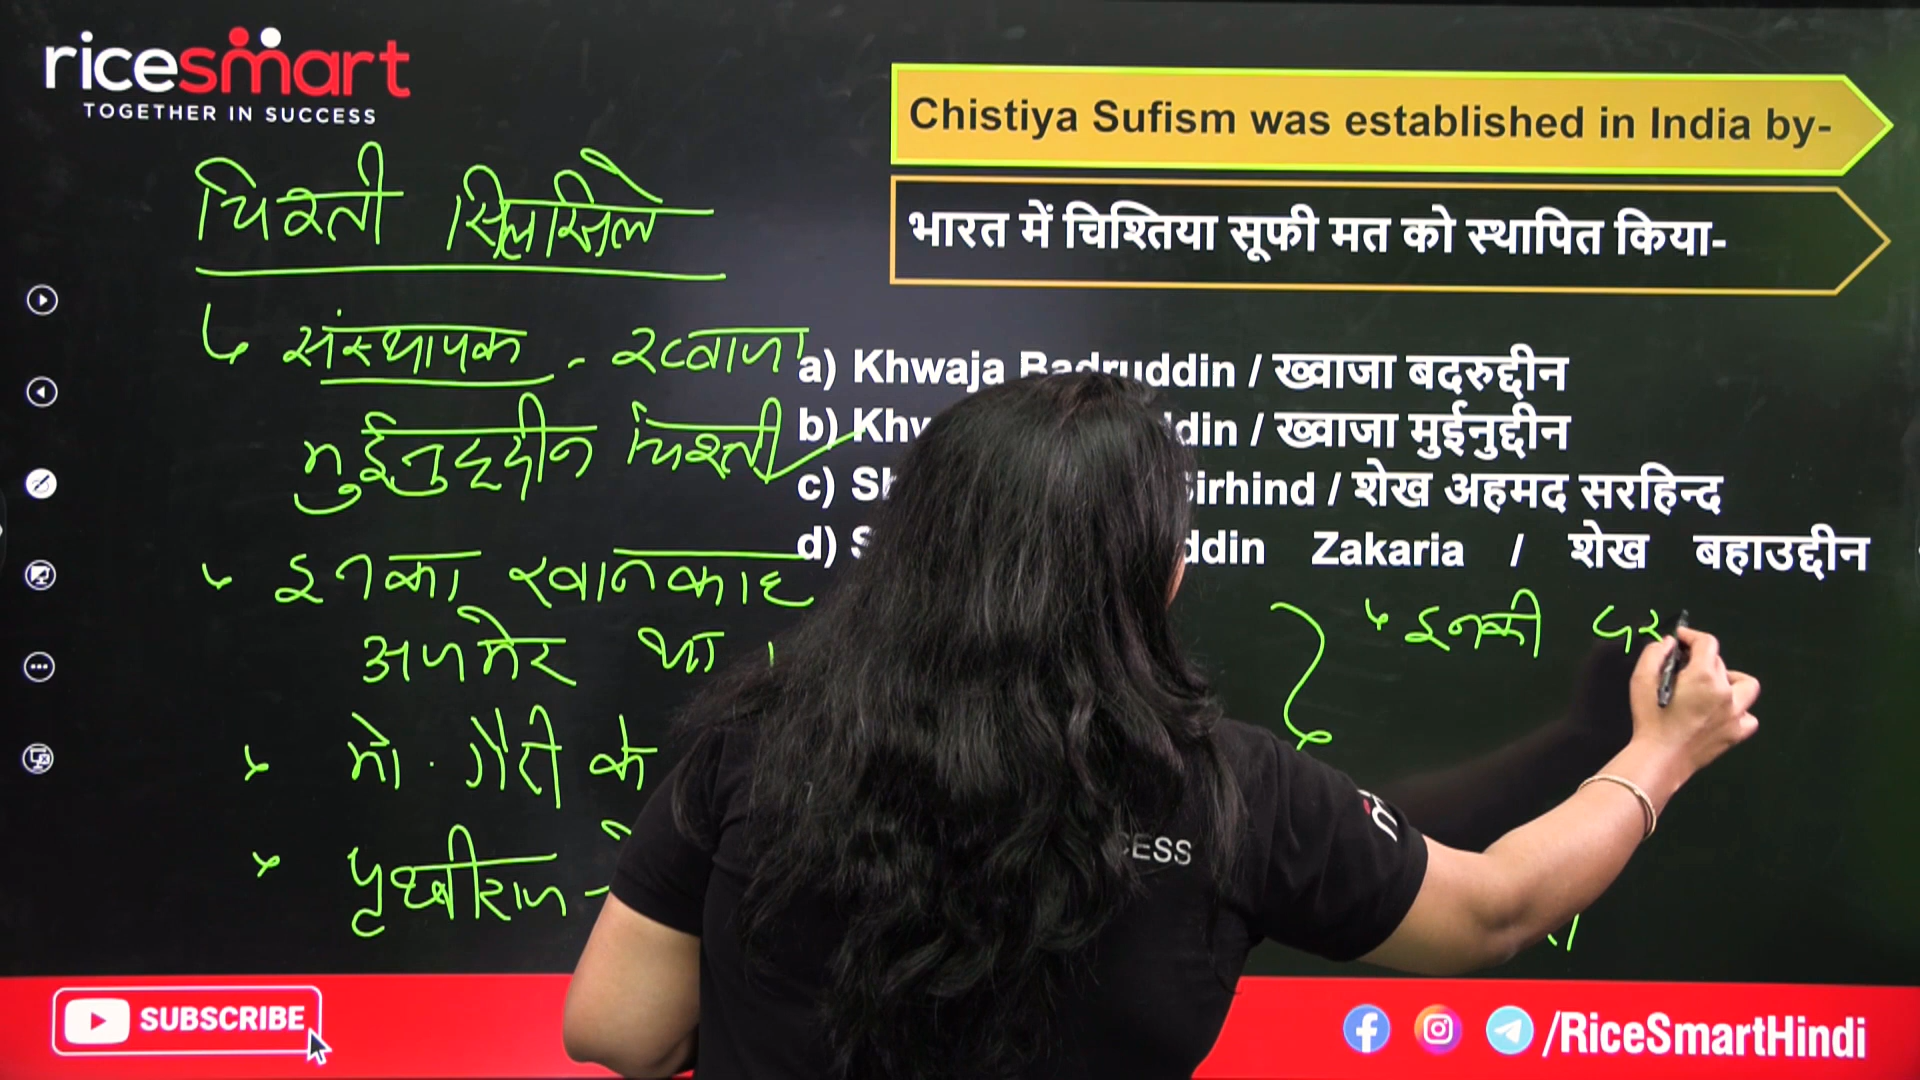 ricesmart
TOGETHER IN SUCCESS
Chistiya Sufism was established in India by-
भारत में चिश्तिया सूफी मत को स्थापित किया-
चिश्ती सिलसिले
संस्थापक - ख्वाजा
मुईनुद्दीन चिश्ती
इनका खानकाह
अजमेर था।
मो. गौरी के
पृथ्वीराज -
a) Khwaja Badruddin / ख्वाजा बदरुद्दीन
b) Khw din / ख्वाजा मुईनुद्दीन
c) Sh irhind / शेख अहमद सरहिन्द
d) S ddin Zakaria / शेख बहाउद्दीन
इनकी
CESS
SUBSCRIBE
/RiceSmartHindi